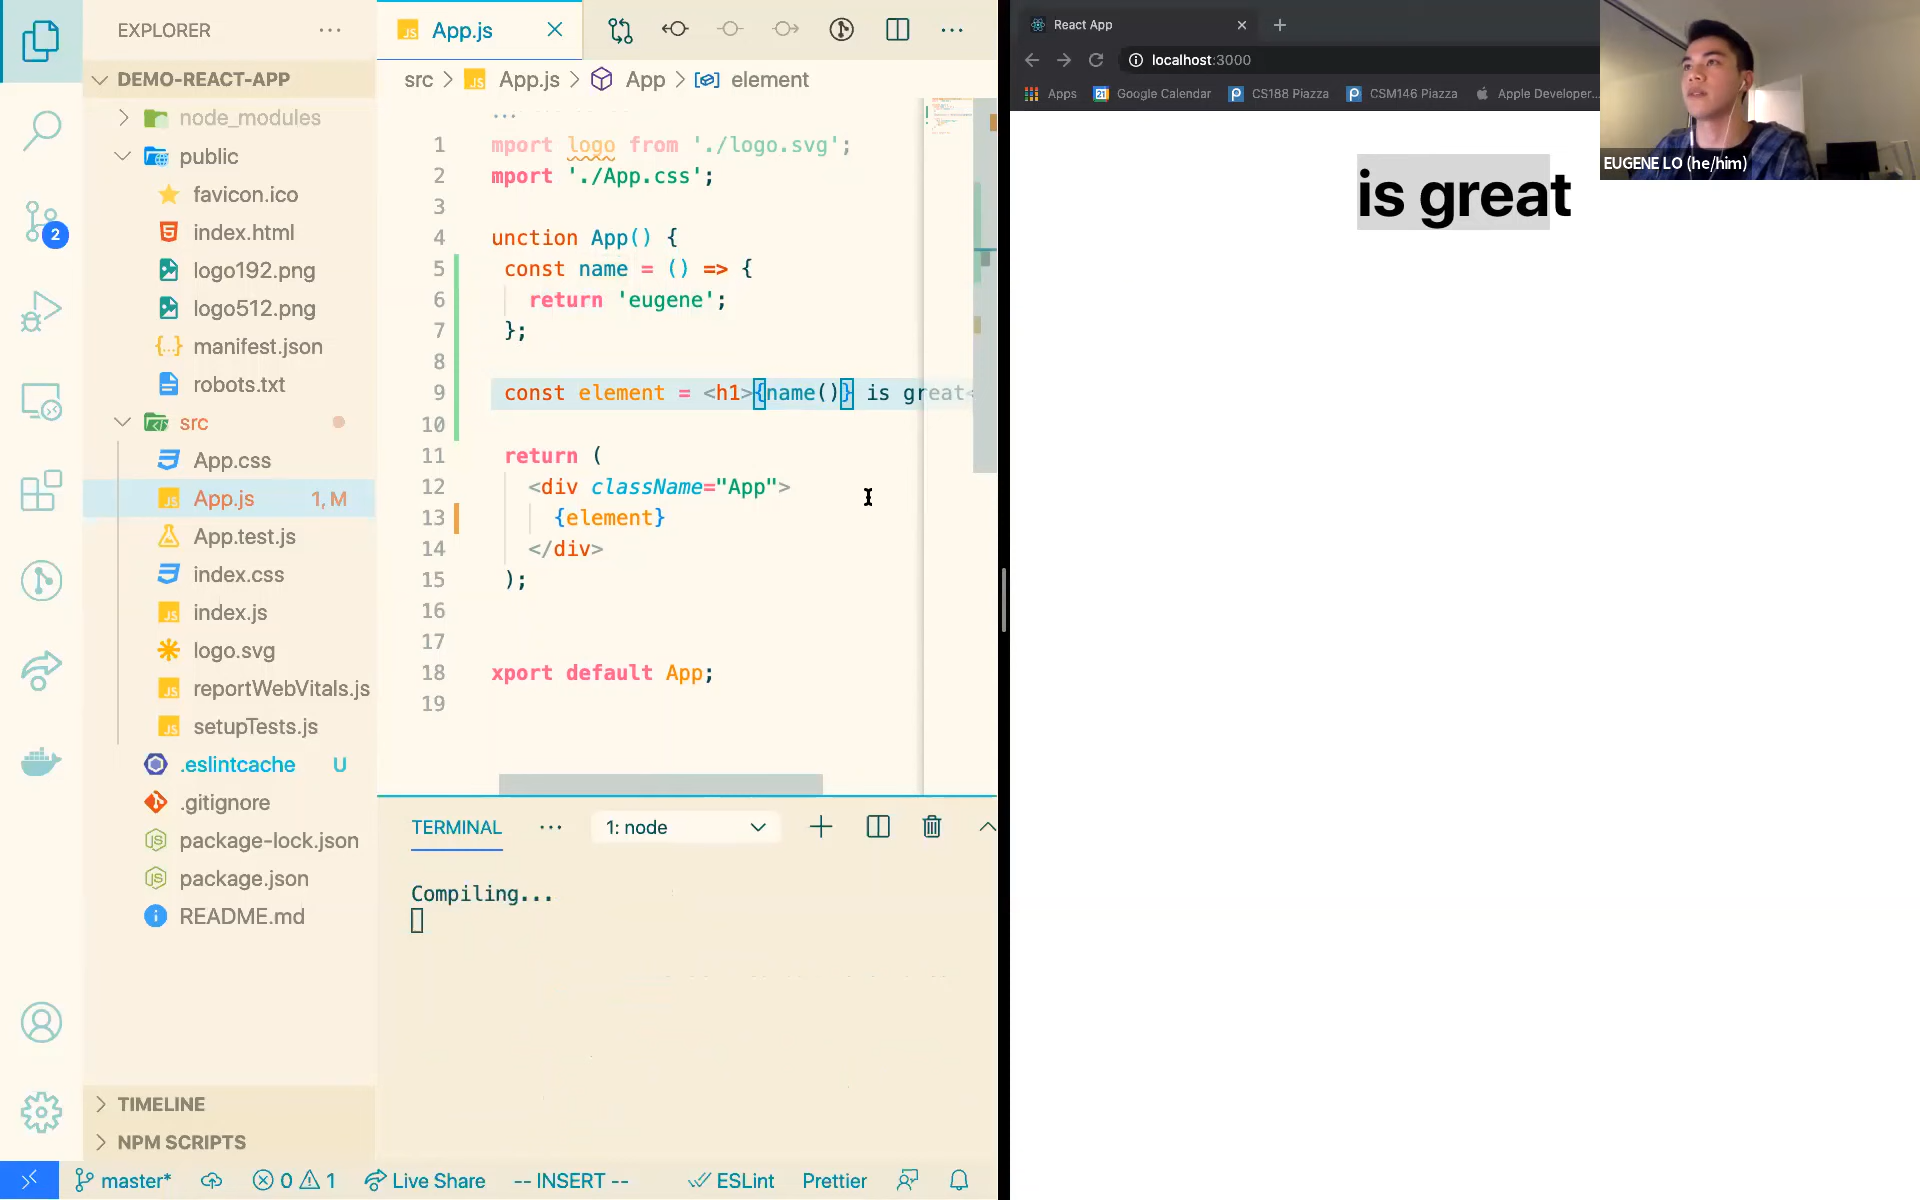 EXPLORER
DEMO-REACT-APP
node_modules
public
favicon.ico
index.html
logo192.png
logo512.png
manifest.json
robots.txt
src
App.css
App.js 1, M
App.test.js
index.css
index.js
logo.svg
reportWebVitals.js
setupTests.js
.eslintcache U
.gitignore
package-lock.json
package.json
README.md
TIMELINE
NPM SCRIPTS
2
JS App.js
src > JS App.js > App > element
1 mport logo from './logo.svg';
2 mport './App.css';
3
4 unction App() {
5 const name = () => {
6 return 'eugene';
7 };
8
9 const element = <h1>{name()} is great<
10
11 return (
12 <div className="App">
13 {element}
14 </div>
15 );
16
17
18 xport default App;
19
TERMINAL ... 1: node
Compiling...
master* 0 1 Live Share -- INSERT -- ESLint Prettier
React App
localhost:3000
Apps 21 Google Calendar CS188 Piazza CSM146 Piazza Apple Developer...
is great
EUGENE LO (he/him)